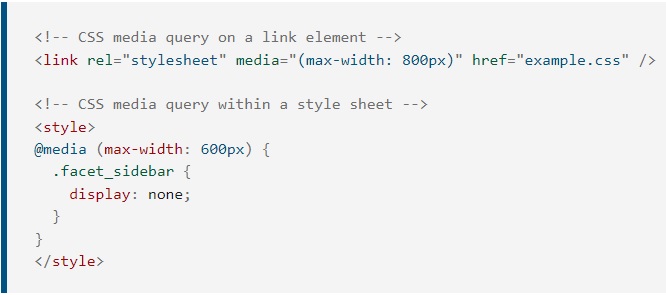 <!-- CSS media query on a link element -->
<link rel="stylesheet" media="(max-width: 800px)" href="example.css" />
<!-- CSS media query within a style sheet -->
<style>
@media (max-width: 600px) {
  .facet_sidebar {
    display: none;
  }
}
</style>